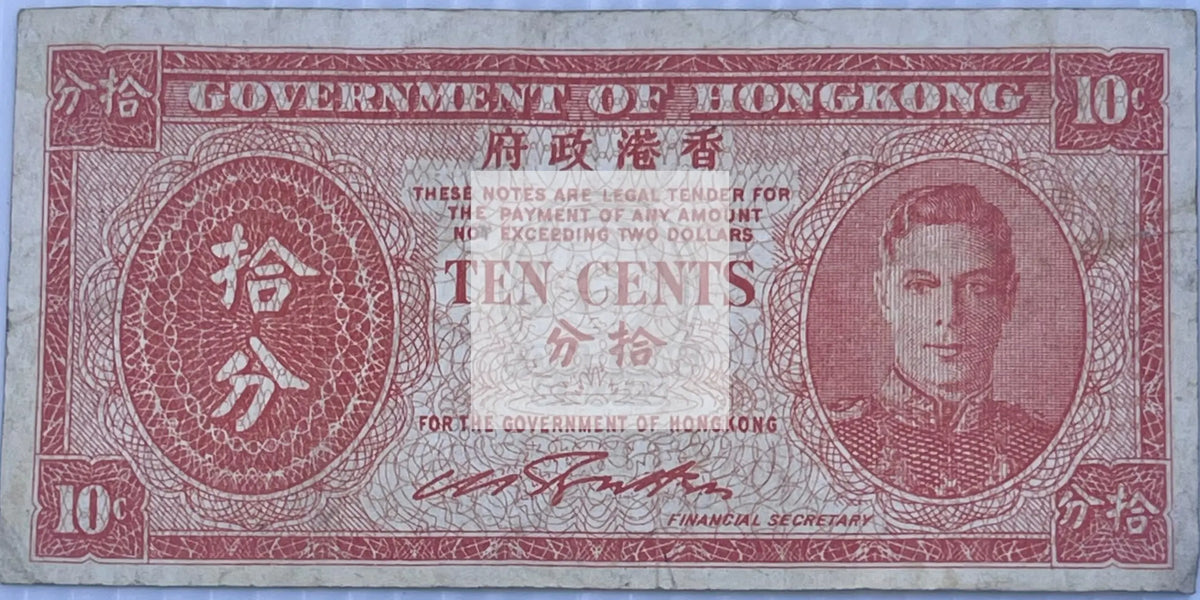 拾分
GOVERNMENT OF HONGKONG
10c
香港政府
THESE NOTES ARE LEGAL TENDER FOR
THE PAYMENT OF ANY AMOUNT
NOT EXCEEDING TWO DOLLARS
拾分
TEN CENTS
拾分
FOR THE GOVERNMENT OF HONGKONG
FINANCIAL SECRETARY
10c
拾分